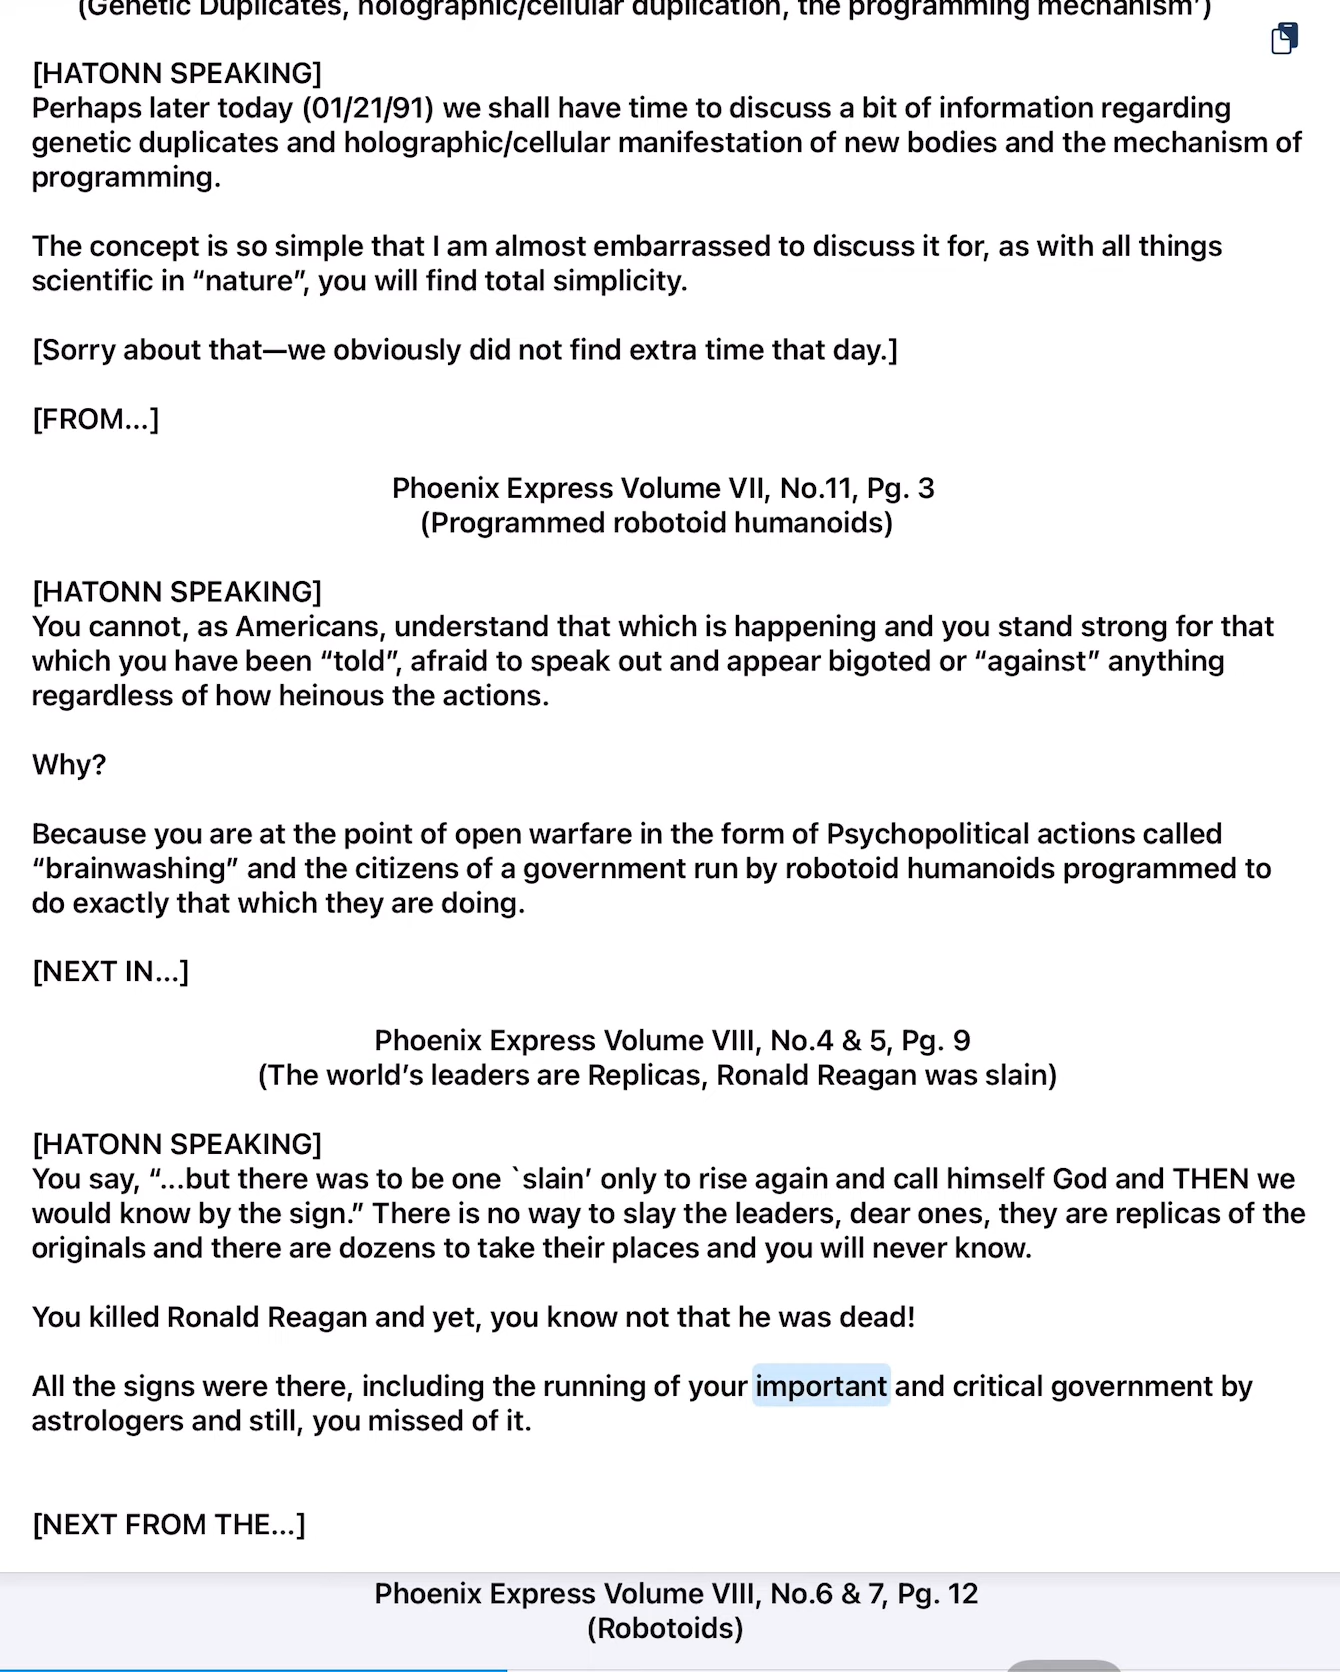 (Genetic Duplicates, holographic/cellular duplication, the programming mechanism')
[HATONN SPEAKING]
Perhaps later today (01/21/91) we shall have time to discuss a bit of information regarding
genetic duplicates and holographic/cellular manifestation of new bodies and the mechanism of
programming.
The concept is so simple that I am almost embarrassed to discuss it for, as with all things
scientific in “nature”, you will find total simplicity.
[Sorry about that—we obviously did not find extra time that day.]
[FROM...]
Phoenix Express Volume VII, No.11, Pg. 3
(Programmed robotoid humanoids)
[HATONN SPEAKING]
You cannot, as Americans, understand that which is happening and you stand strong for that
which you have been “told”, afraid to speak out and appear bigoted or “against” anything
regardless of how heinous the actions.
Why?
Because you are at the point of open warfare in the form of Psychopolitical actions called
“brainwashing” and the citizens of a government run by robotoid humanoids programmed to
do exactly that which they are doing.
[NEXT IN...]
Phoenix Express Volume VIII, No.4 & 5, Pg. 9
(The world’s leaders are Replicas, Ronald Reagan was slain)
[HATONN SPEAKING]
You say, “...but there was to be one `slain’ only to rise again and call himself God and THEN we
would know by the sign.” There is no way to slay the leaders, dear ones, they are replicas of the
originals and there are dozens to take their places and you will never know.
You killed Ronald Reagan and yet, you know not that he was dead!
All the signs were there, including the running of your important and critical government by
astrologers and still, you missed of it.
[NEXT FROM THE...]
Phoenix Express Volume VIII, No.6 & 7, Pg. 12
(Robotoids)